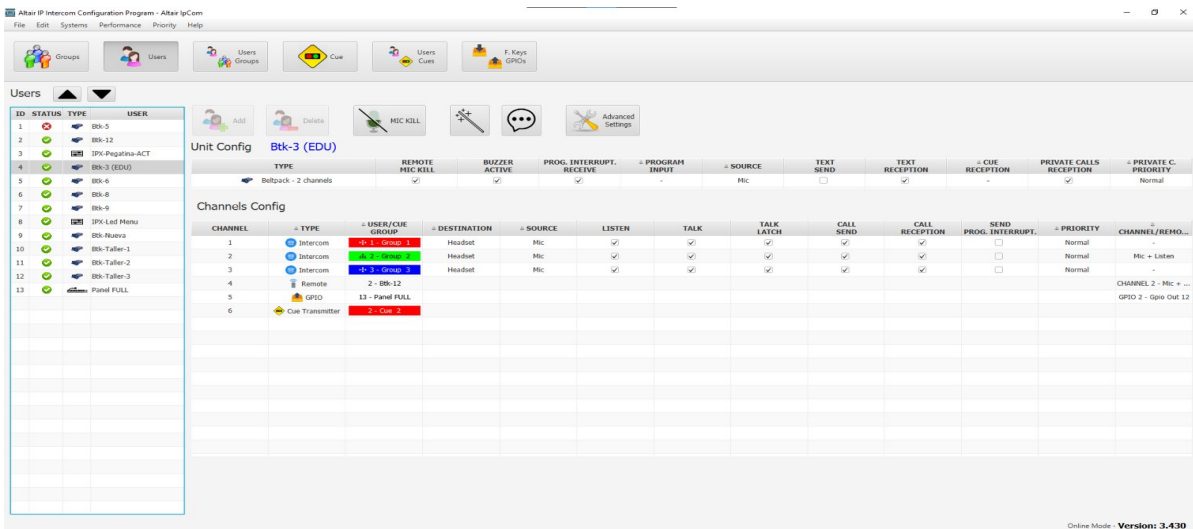 Altair IP Intercom Configuration Program - Altair IpCom
File Edit Systems Performance Priority Help
Groups Users Users Groups Cue Users Cues F. Keys GPIOs
Users
ID STATUS TYPE USER
1 Btk-5
2 Btk-12
3 IPX-Pegatina-ACT
4 Btk-3 (EDU)
5 Btk-6
6 Btk-8
7 Btk-9
8 IPX-Led Menu
9 Btk-Nueva
10 Btk-Taller-1
11 Btk-Taller-2
12 Btk-Taller-3
13 Panel FULL
Add Delete MIC KILL Advanced Settings
Unit Config Btk-3 (EDU)
TYPE REMOTE MIC KILL BUZZER ACTIVE PROG. INTERRUPT. RECEIVE PROGRAM INPUT SOURCE TEXT SEND TEXT RECEPTION CUE RECEPTION PRIVATE CALLS RECEPTION PRIVATE C. PRIORITY
Beltpack - 2 channels - Mic - Normal
Channels Config
CHANNEL TYPE USER/CUE GROUP DESTINATION SOURCE LISTEN TALK TALK LATCH CALL SEND CALL RECEPTION SEND PROG. INTERRUPT. PRIORITY CHANNEL/REMO...
1 Intercom 1 - Group 1 Headset Mic Normal -
2 Intercom 2 - Group 2 Headset Mic Normal Mic + Listen
3 Intercom 3 - Group 3 Headset Mic Normal -
4 Remote 2 - Btk-12 CHANNEL 2 - Mic + ...
5 GPIO 13 - Panel FULL GPIO 2 - Gpio Out 12
6 Cue Transmitter 2 - Cue 2
Online Mode - Version: 3.430